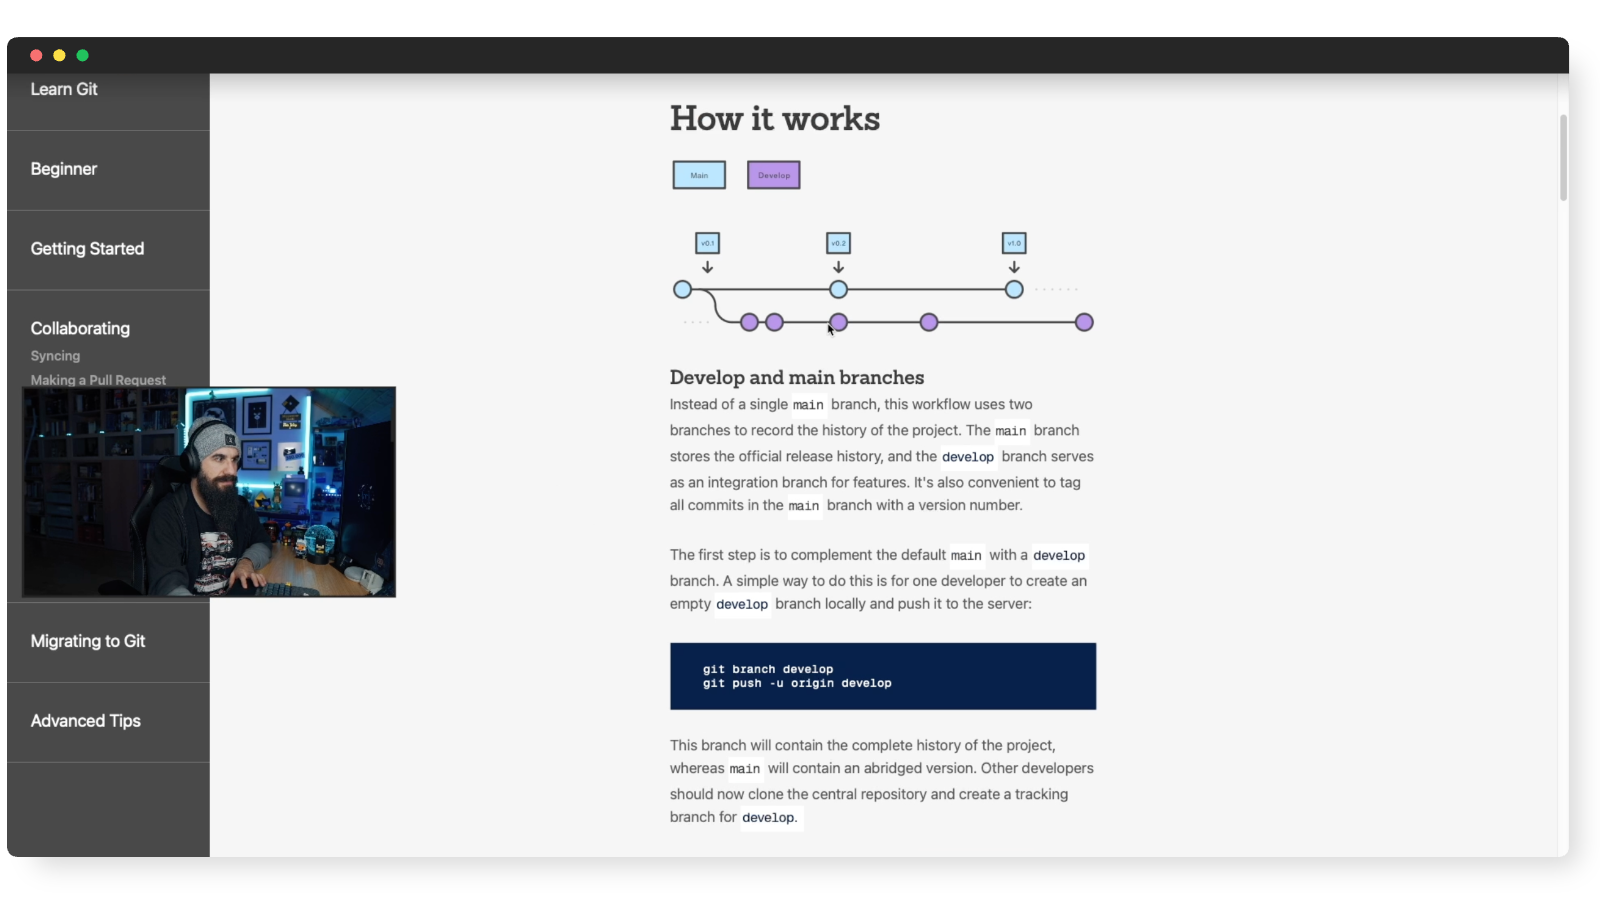 Learn Git
Beginner
Getting Started
Collaborating
Syncing
Making a Pull Request
Migrating to Git
Advanced Tips
How it works
Main
Develop
v0.1
v0.2
v1.0
Develop and main branches
Instead of a single main branch, this workflow uses two
branches to record the history of the project. The main branch
stores the official release history, and the develop branch serves
as an integration branch for features. It's also convenient to tag
all commits in the main branch with a version number.
The first step is to complement the default main with a develop
branch. A simple way to do this is for one developer to create an
empty develop branch locally and push it to the server:
git branch develop
git push -u origin develop
This branch will contain the complete history of the project,
whereas main will contain an abridged version. Other developers
should now clone the central repository and create a tracking
branch for develop.